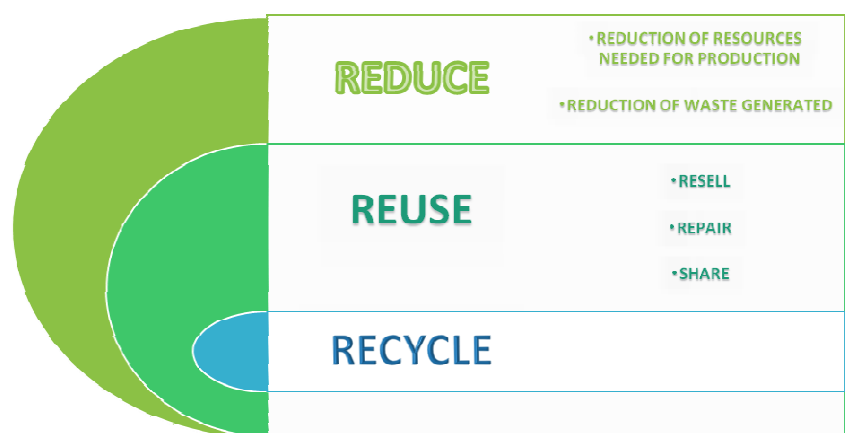 REDUCE
•REDUCTION OF RESOURCES
NEEDED FOR PRODUCTION
•REDUCTION OF WASTE GENERATED
REUSE
•RESELL
•REPAIR
•SHARE
RECYCLE